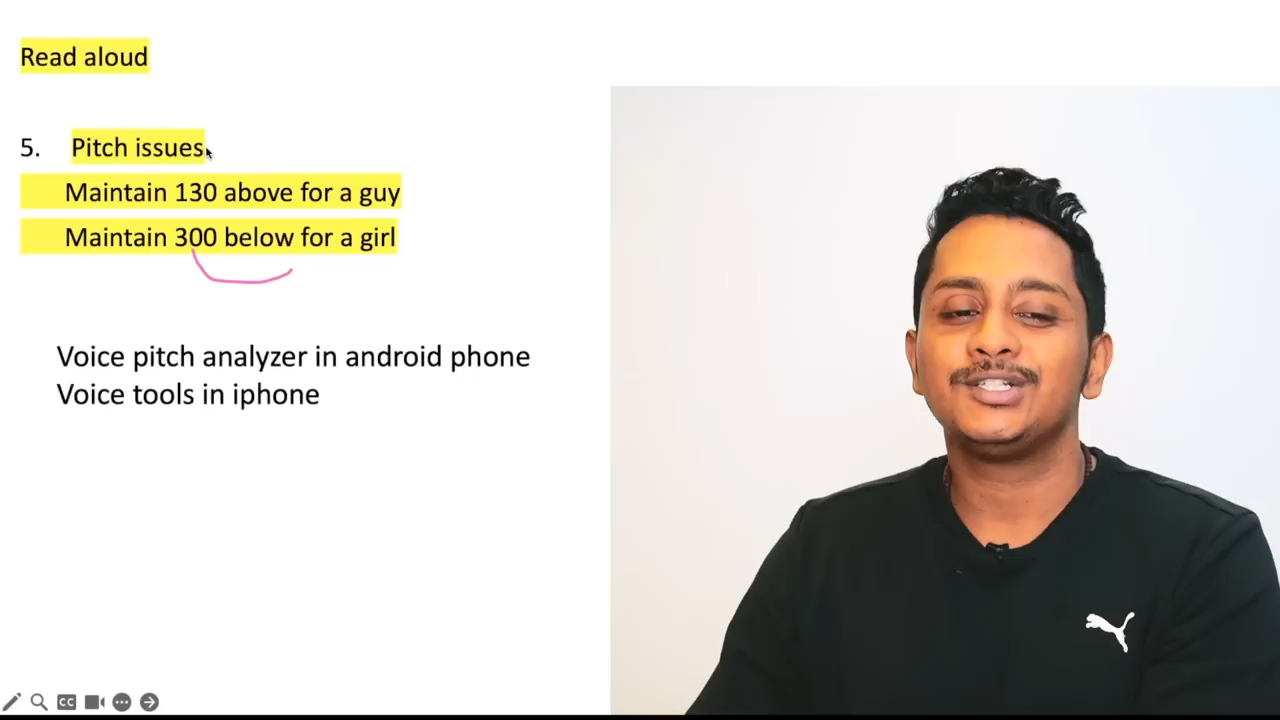 Read aloud
5. Pitch issues
Maintain 130 above for a guy
Maintain 300 below for a girl
Voice pitch analyzer in android phone
Voice tools in iphone
CC